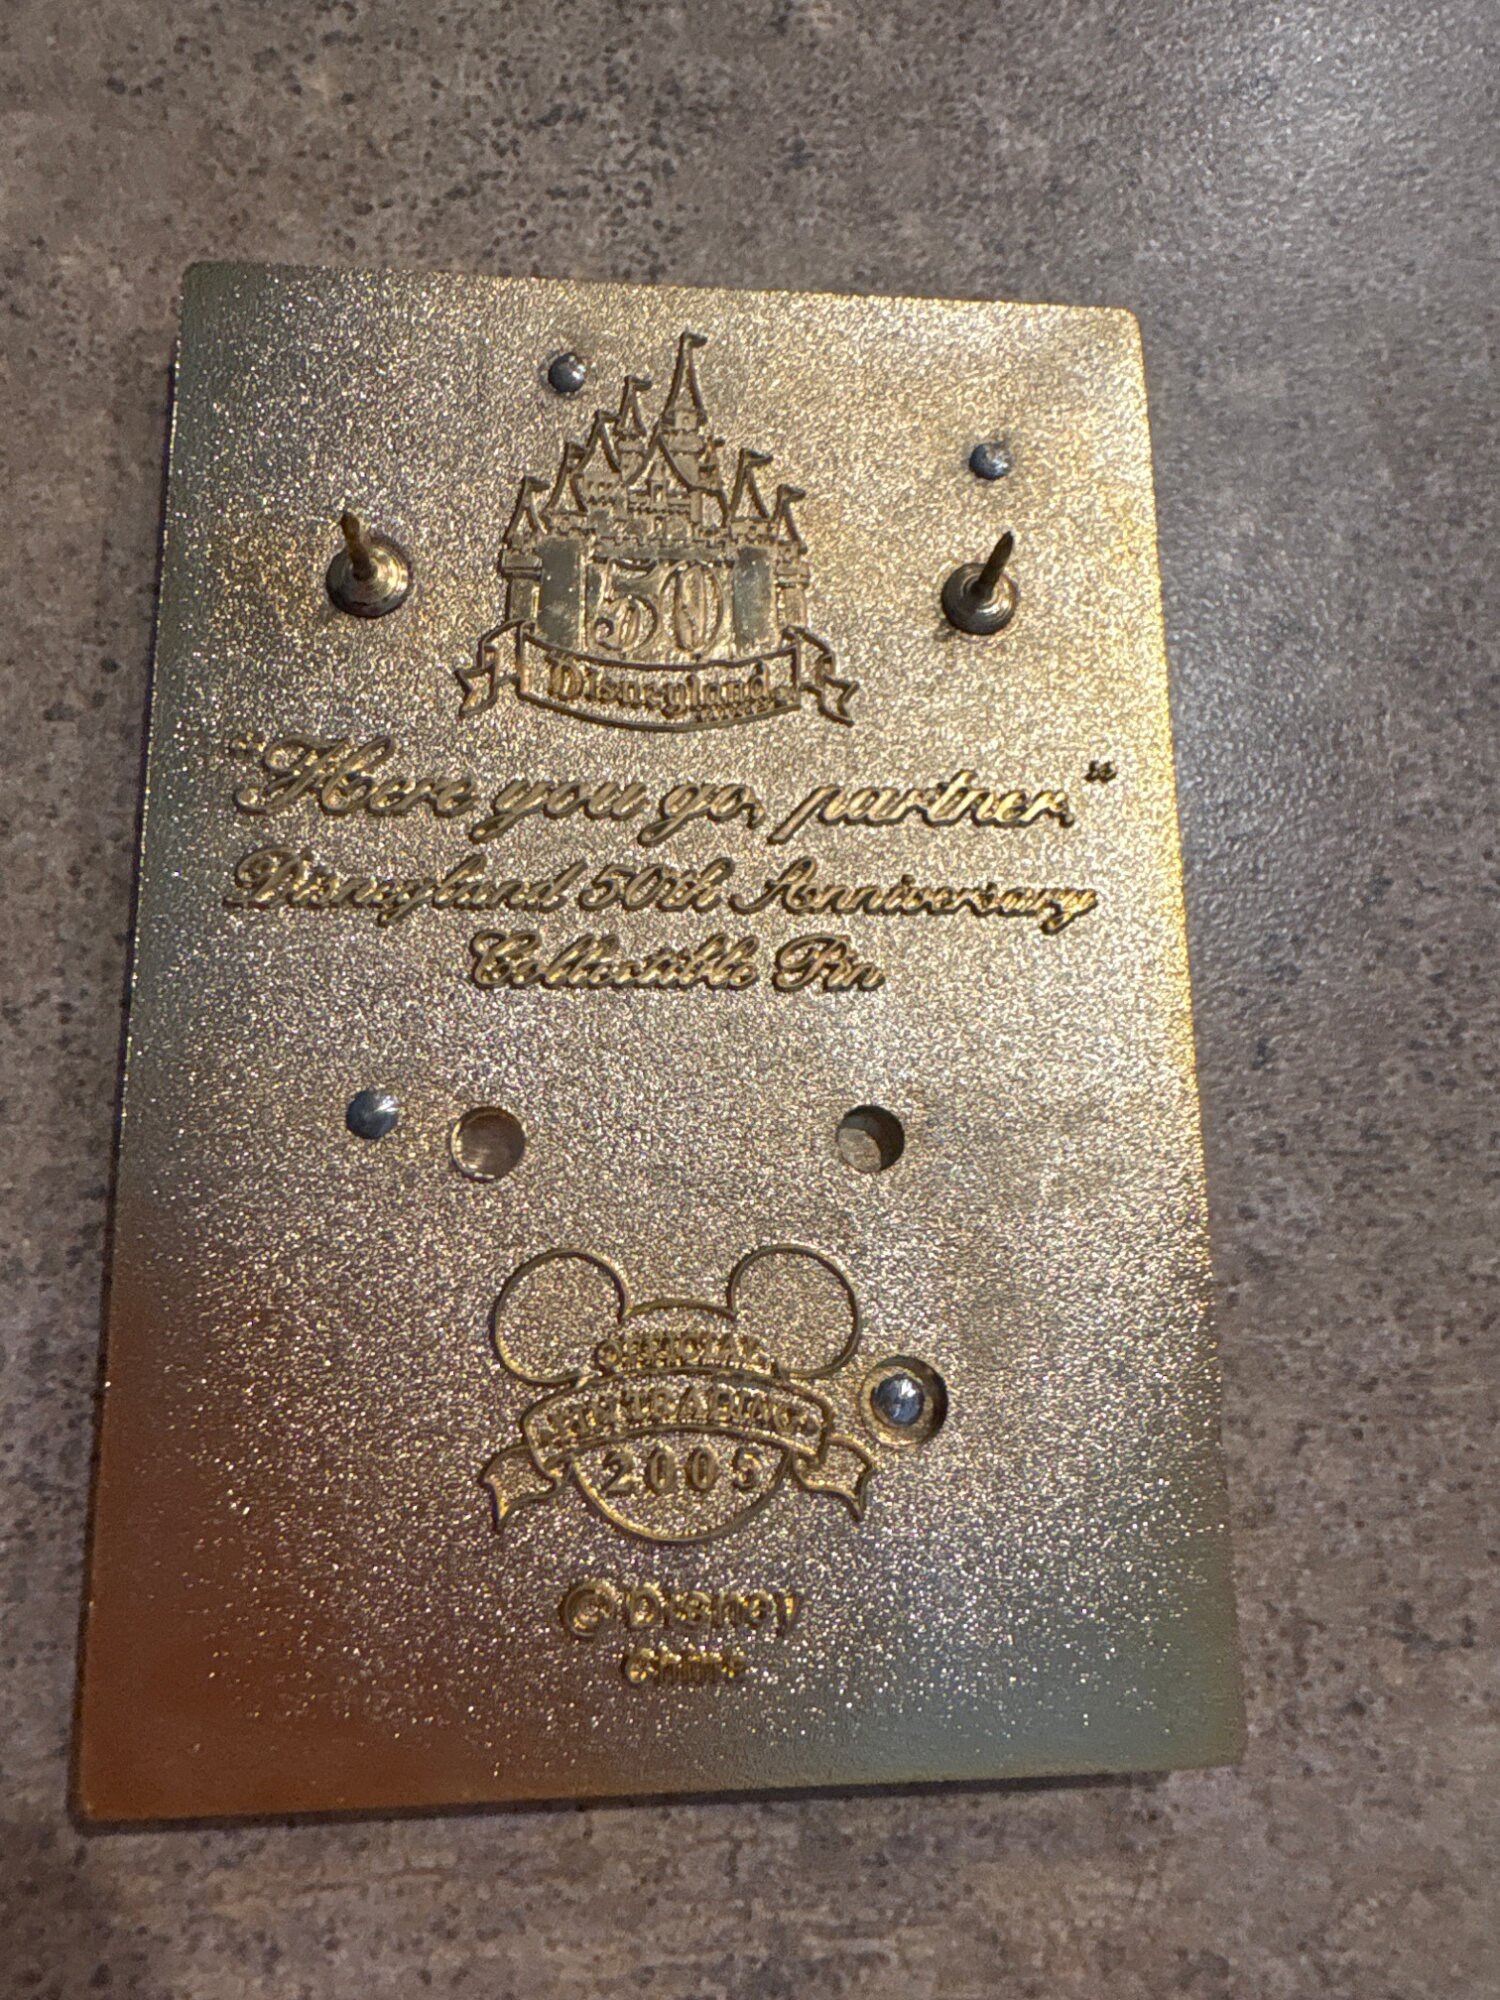 50
Disneyland
"Here you go, partner."
Disneyland 50th Anniversary
Collectible Pin
OFFICIAL
PIN TRADING
2005
©Disney
China